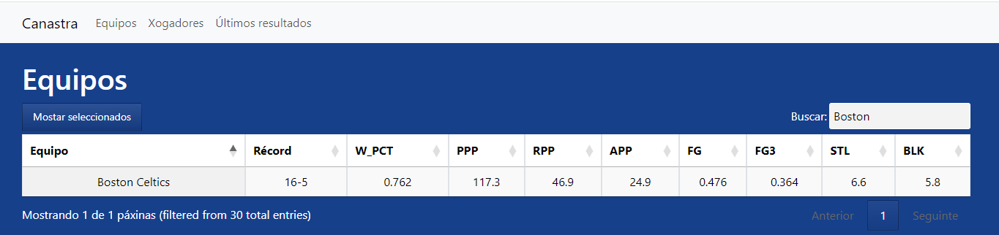 Canastra Equipos Xogadores Últimos resultados
Equipos
Mostar seleccionados Buscar: Boston
Equipo Récord W_PCT PPP RPP APP FG FG3 STL BLK
Boston Celtics 16-5 0.762 117.3 46.9 24.9 0.476 0.364 6.6 5.8
Mostrando 1 de 1 páxinas (filtered from 30 total entries) Anterior 1 Seguinte